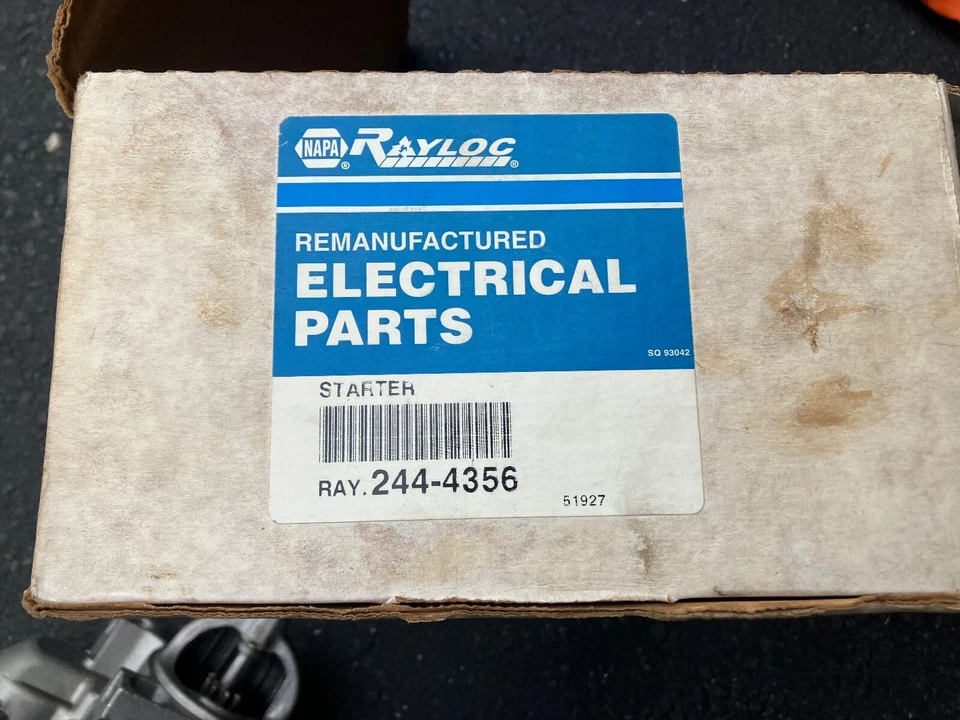 NAPA® RAYLOC®
REMANUFACTURED
ELECTRICAL
PARTS
SQ 93042
STARTER
RAY. 244-4356
51927